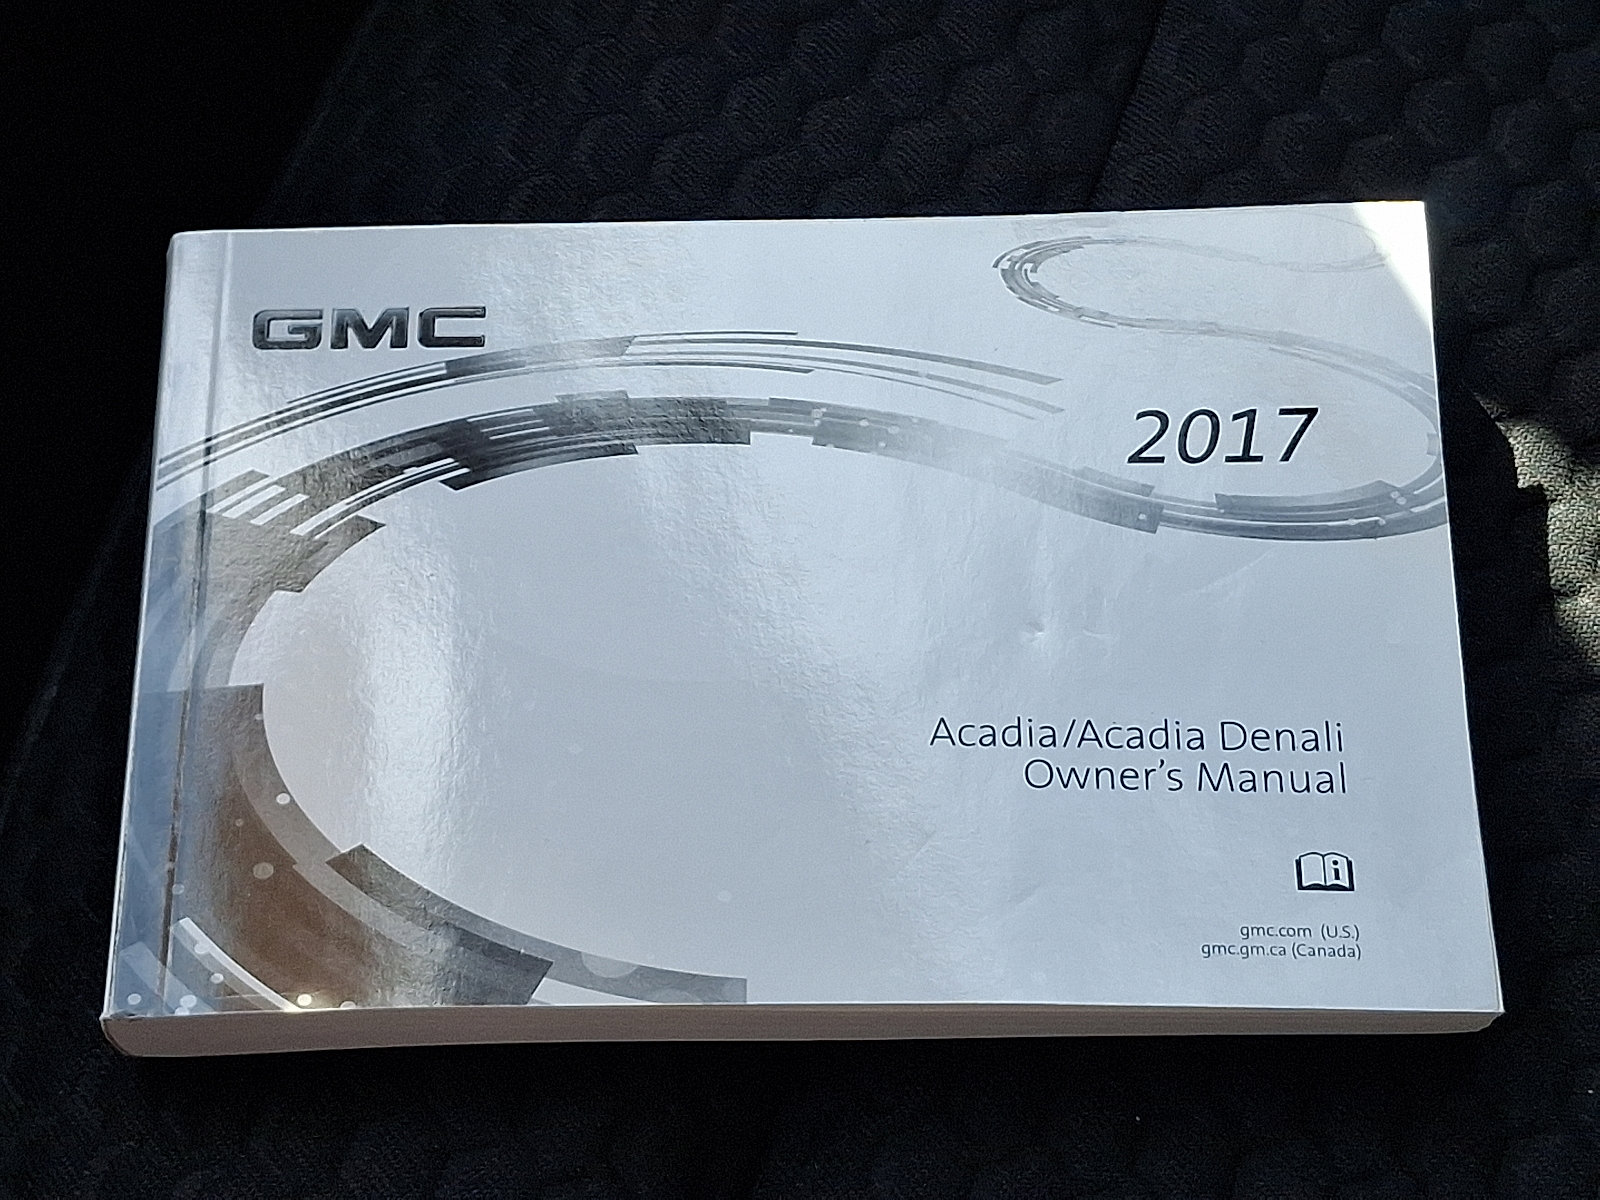 GMC
2017
Acadia/Acadia Denali
Owner's Manual
i
gmc.com (U.S.)
gmc.gm.ca (Canada)